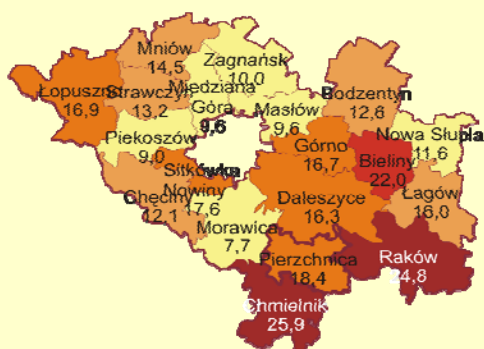 Mniów
14,5
Zagnańsk
10,0
Łopuszno
16,9
Strawczyn
13,2
Miedziana
Góra
9,6
Masłów
9,6
Bodzentyn
12,6
Nowa Słupia
11,6
Piekoszów
9,0
Górno
16,7
Bieliny
22,0
Sitkówka
Nowiny
17,6
Chęciny
12,1
Daleszyce
16,3
Łagów
16,0
Morawica
7,7
Pierzchnica
18,4
Raków
24,8
Chmielnik
25,9